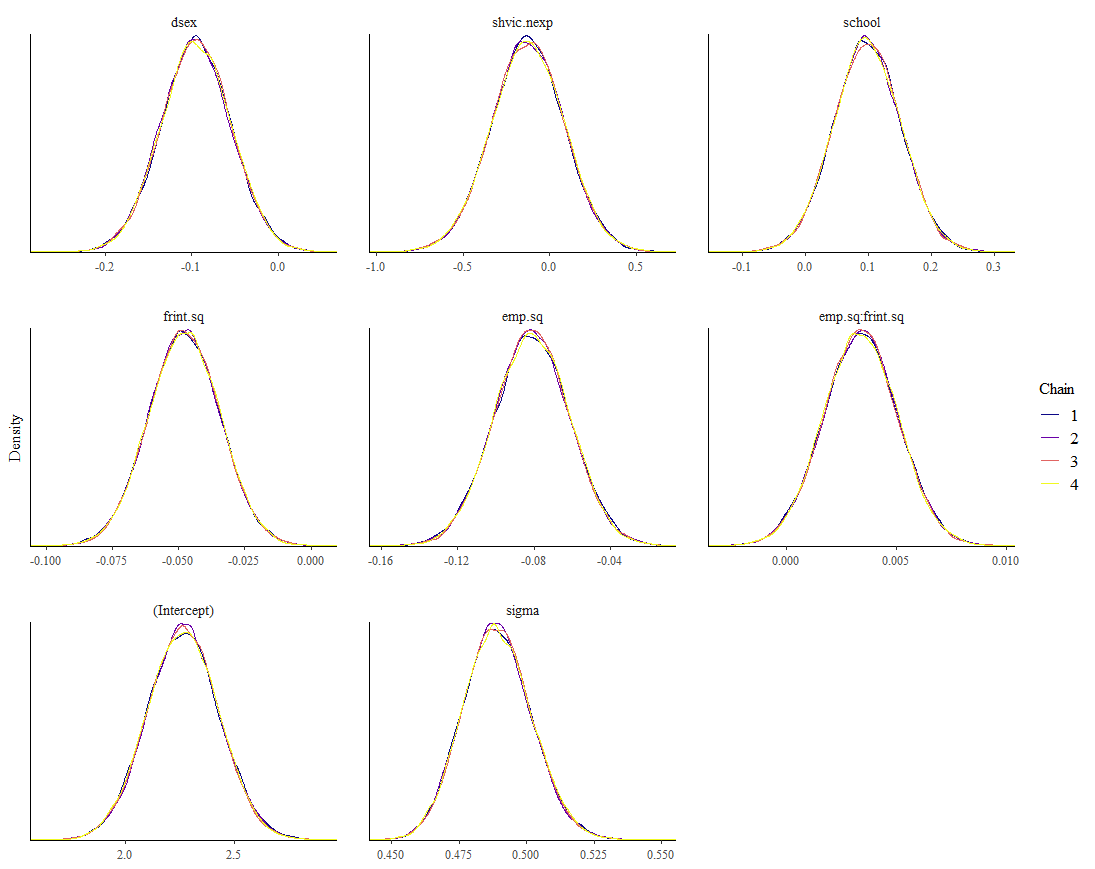 dsex
shvic.nexp
school
-0.2 -0.1 0.0
-1.0 -0.5 0.0 0.5
-0.1 0.0 0.1 0.2 0.3
frint.sq
emp.sq
emp.sq:frint.sq
Chain
1
2
3
4
Density
-0.100 -0.075 -0.050 -0.025 0.000
-0.16 -0.12 -0.08 -0.04
0.000 0.005 0.010
(Intercept)
sigma
2.0 2.5
0.450 0.475 0.500 0.525 0.550